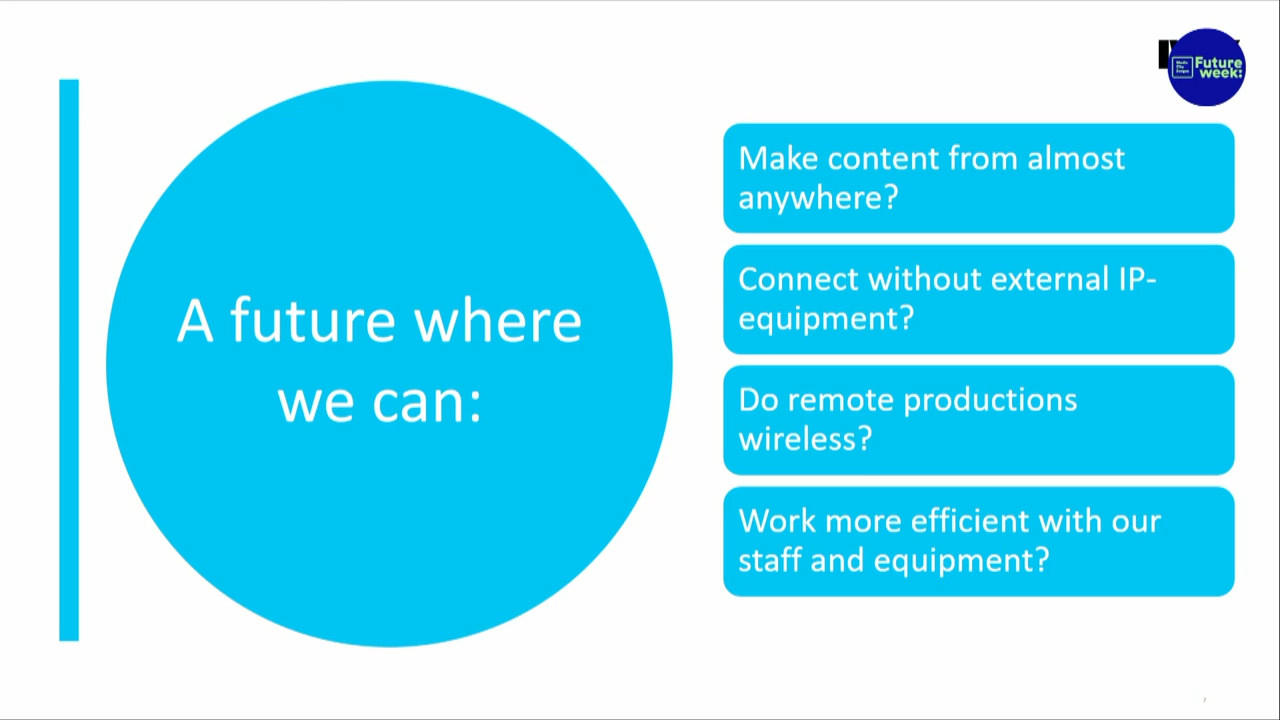 Future
week:
A future where
we can:
Make content from almost
anywhere?
Connect without external IP-
equipment?
Do remote productions
wireless?
Work more efficient with our
staff and equipment?
7